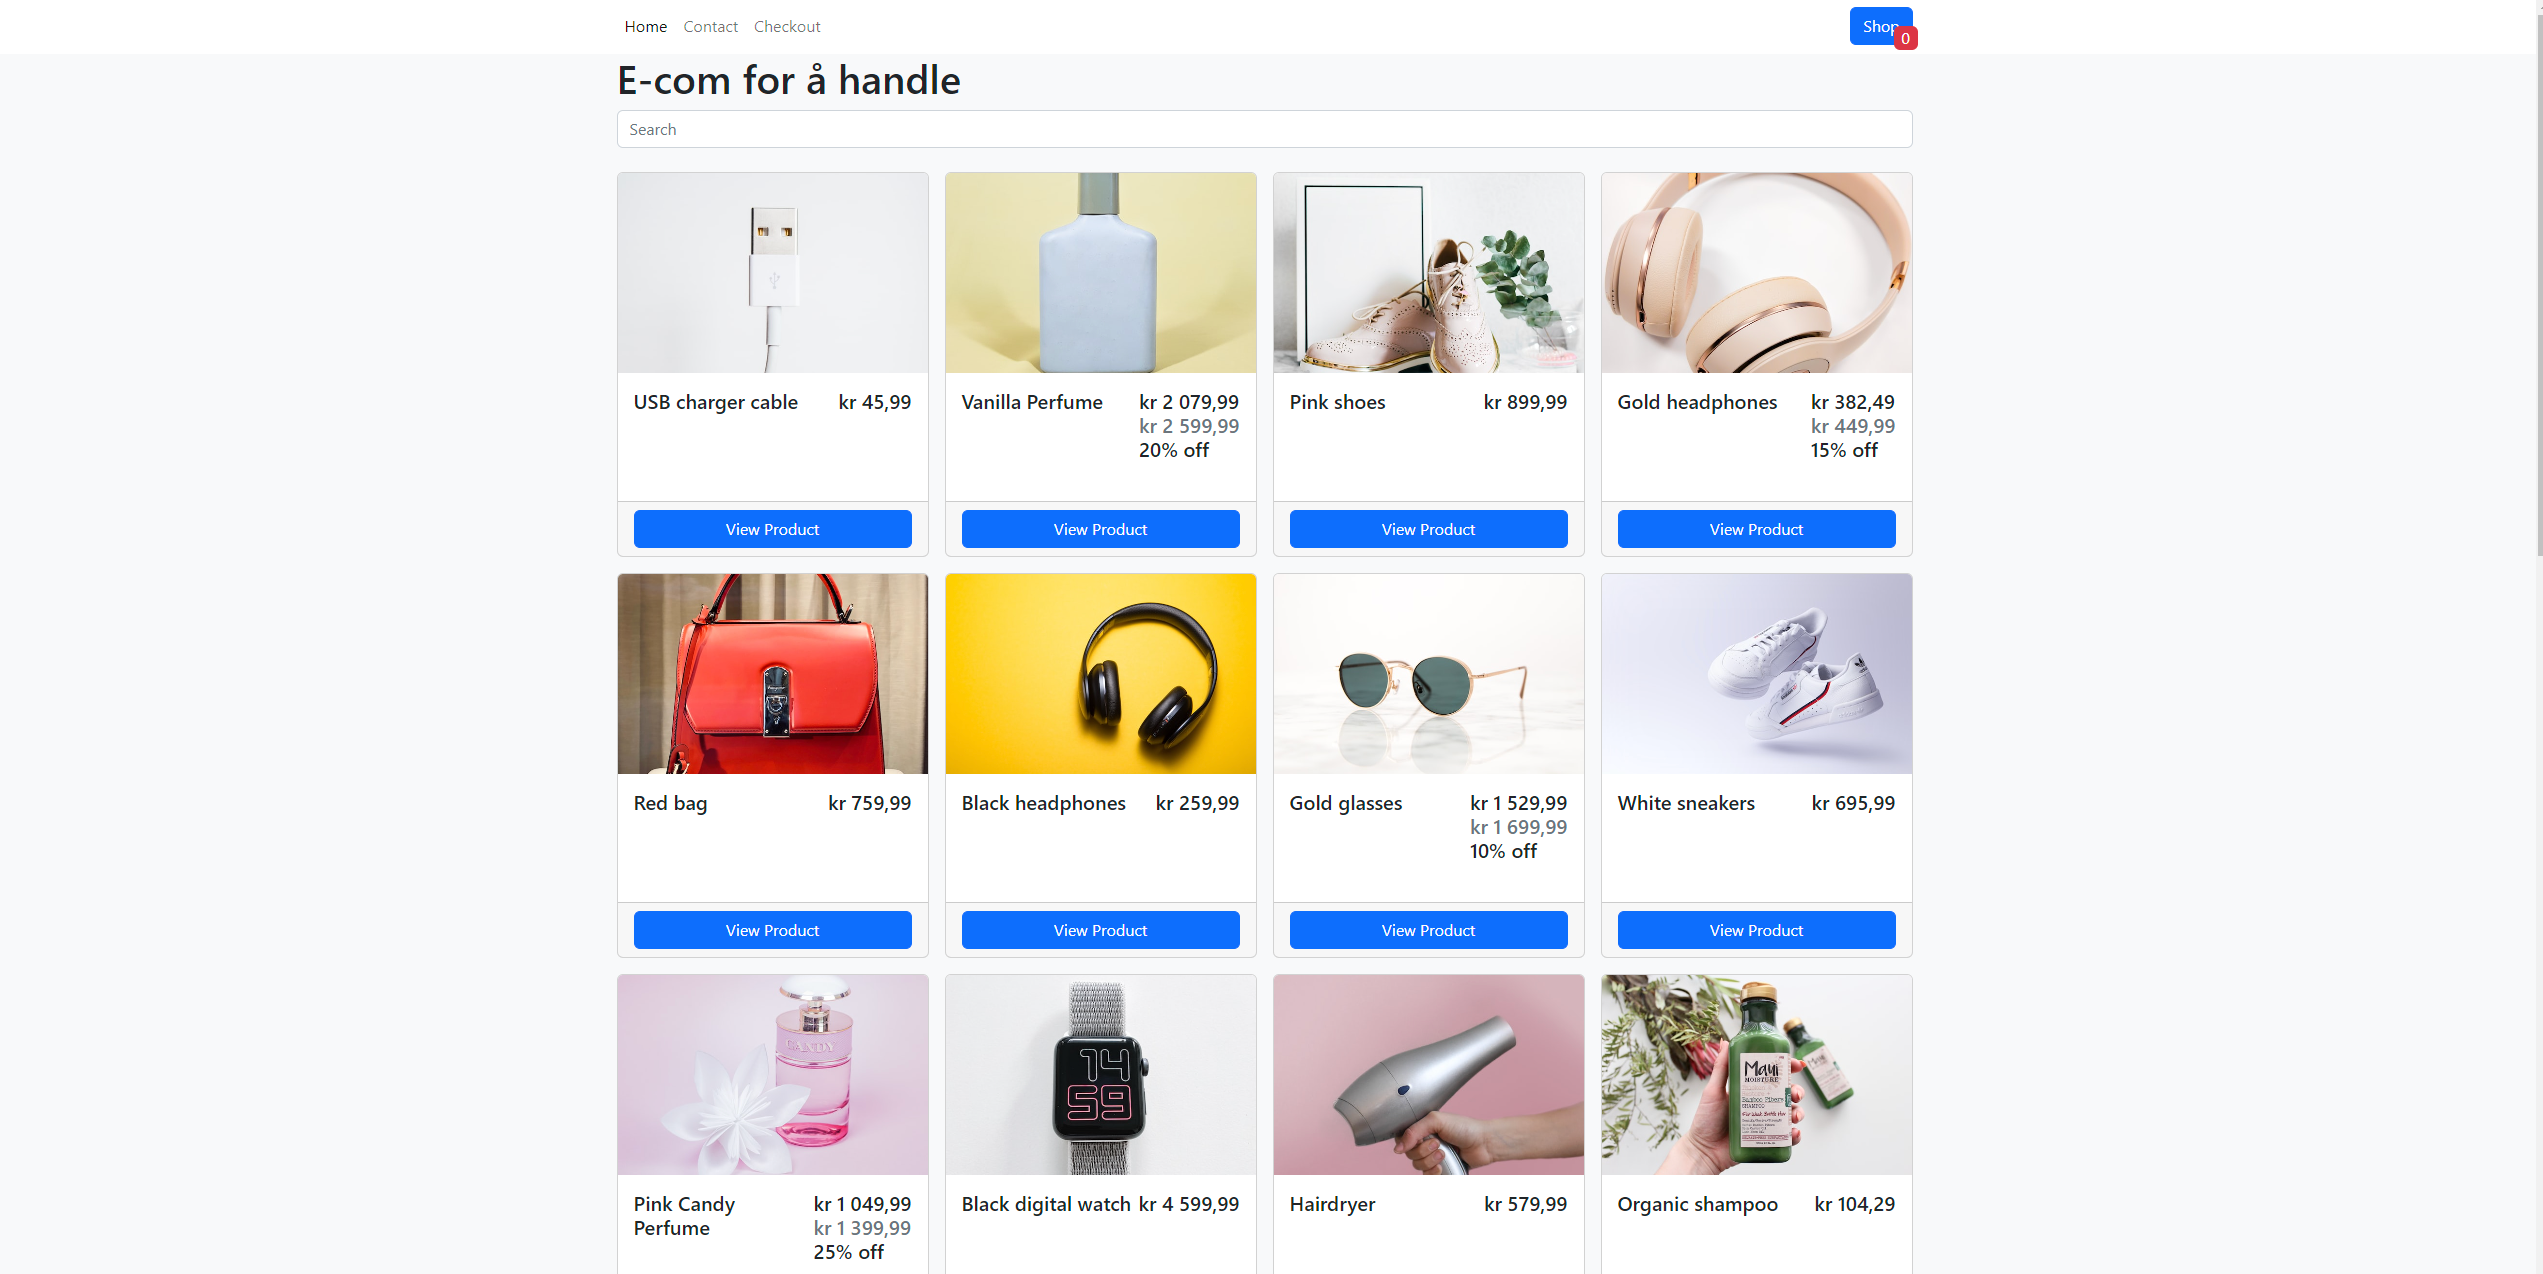 Home Contact Checkout Shop 0
E-com for å handle
Search
USB charger cable kr 45,99
Vanilla Perfume kr 2 079,99
kr 2 599,99
20% off
Pink shoes kr 899,99
Gold headphones kr 382,49
kr 449,99
15% off
View Product View Product View Product View Product
Red bag kr 759,99
Black headphones kr 259,99
Gold glasses kr 1 529,99
kr 1 699,99
10% off
White sneakers kr 695,99
View Product View Product View Product View Product
CANDY
14
59
Maui
MOISTURE
Bamboo Fibers
SHAMPOO
Pink Candy Perfume kr 1 049,99
kr 1 399,99
25% off
Black digital watch kr 4 599,99
Hairdryer kr 579,99
Organic shampoo kr 104,29